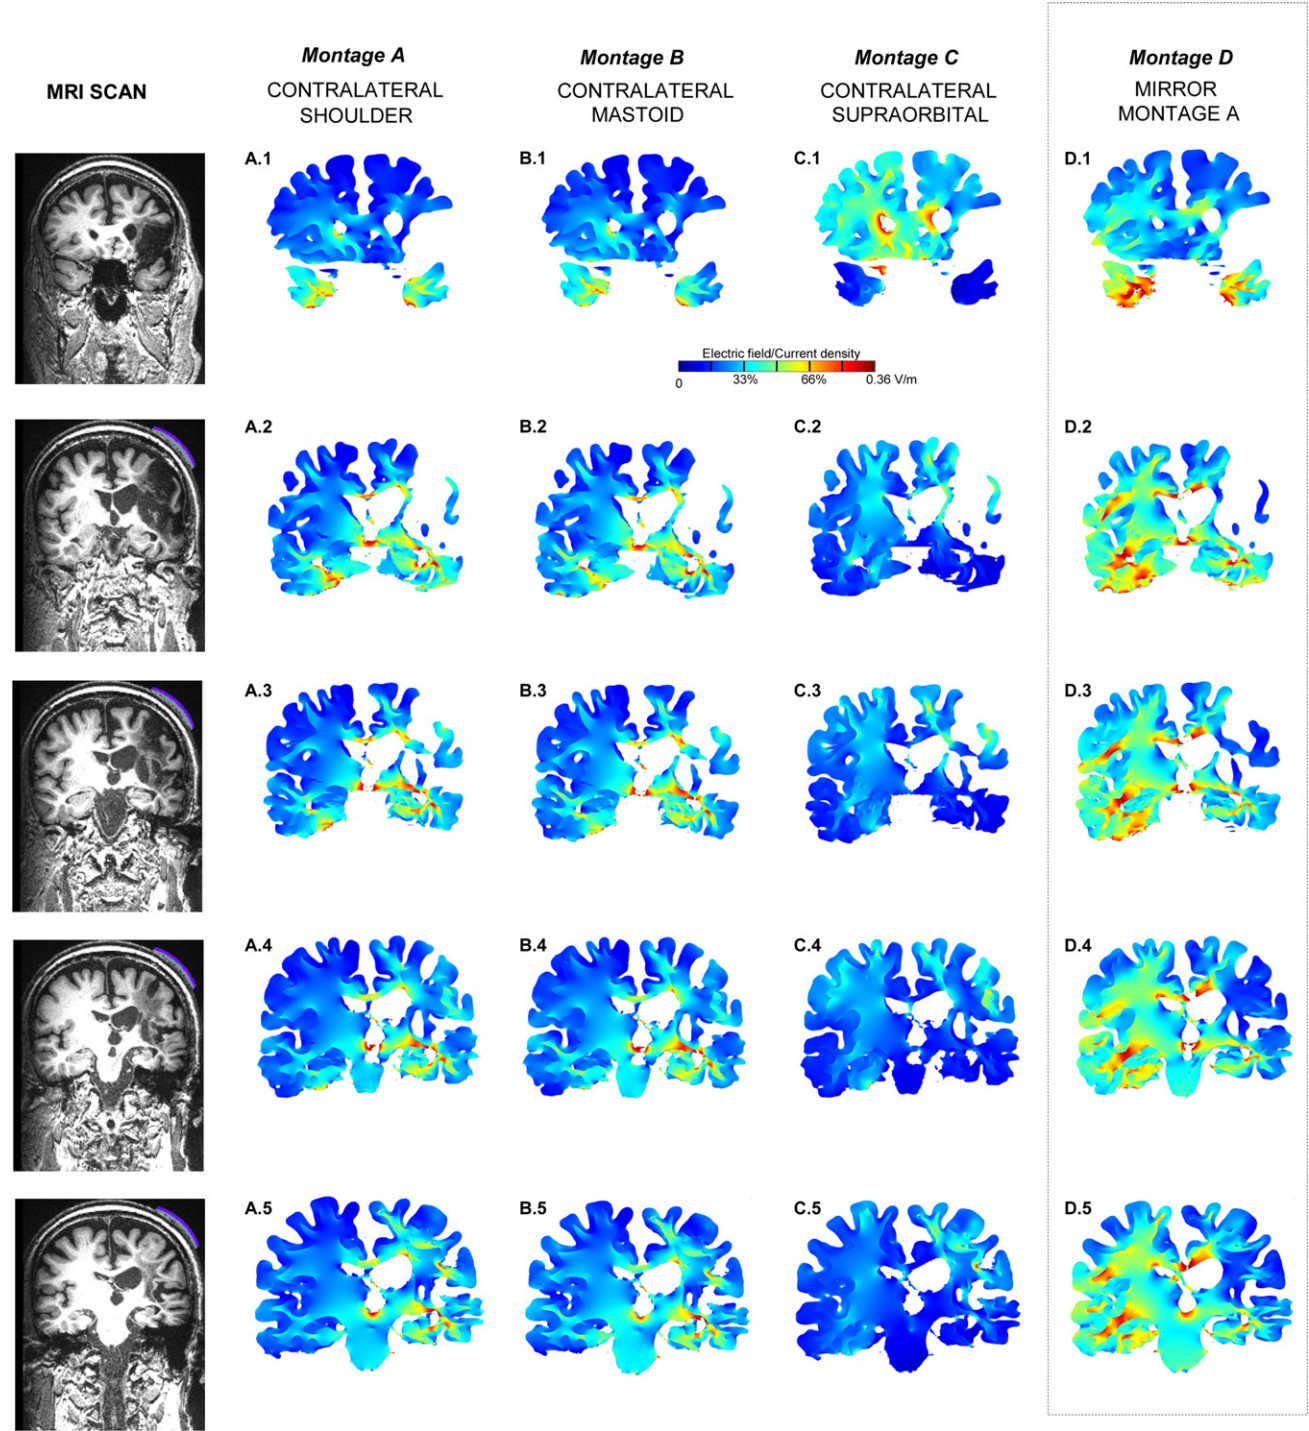 MRI SCAN
Montage A
CONTRALATERAL
SHOULDER
Montage B
CONTRALATERAL
MASTOID
Montage C
CONTRALATERAL
SUPRAORBITAL
Montage D
MIRROR
MONTAGE A
A.1
B.1
C.1
D.1
Electric field/Current density
0
33%
66%
0.36 V/m
A.2
B.2
C.2
D.2
A.3
B.3
C.3
D.3
A.4
B.4
C.4
D.4
A.5
B.5
C.5
D.5